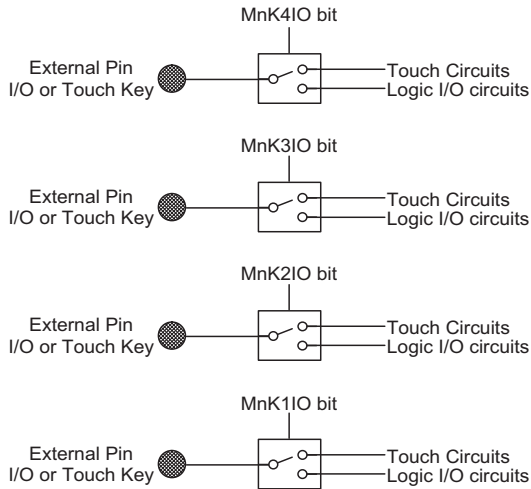 MnK4IO bit
External Pin
I/O or Touch Key
Touch Circuits
Logic I/O circuits
MnK3IO bit
External Pin
I/O or Touch Key
Touch Circuits
Logic I/O circuits
MnK2IO bit
External Pin
I/O or Touch Key
Touch Circuits
Logic I/O circuits
MnK1IO bit
External Pin
I/O or Touch Key
Touch Circuits
Logic I/O circuits